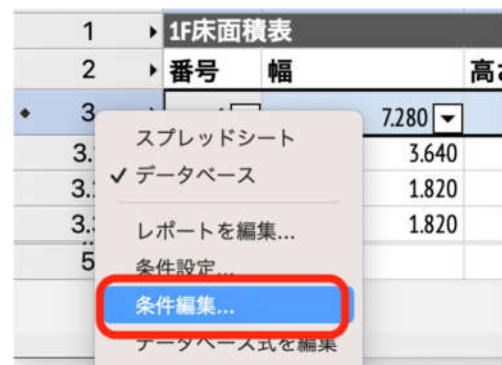 1 1F床面積表
2 番号 幅 高さ
3 7.280
3. 3.640
3. 1.820
3. 1.820
5
スプレッドシート
✓ データベース
レポートを編集...
条件設定...
条件編集...
データベース式を編集